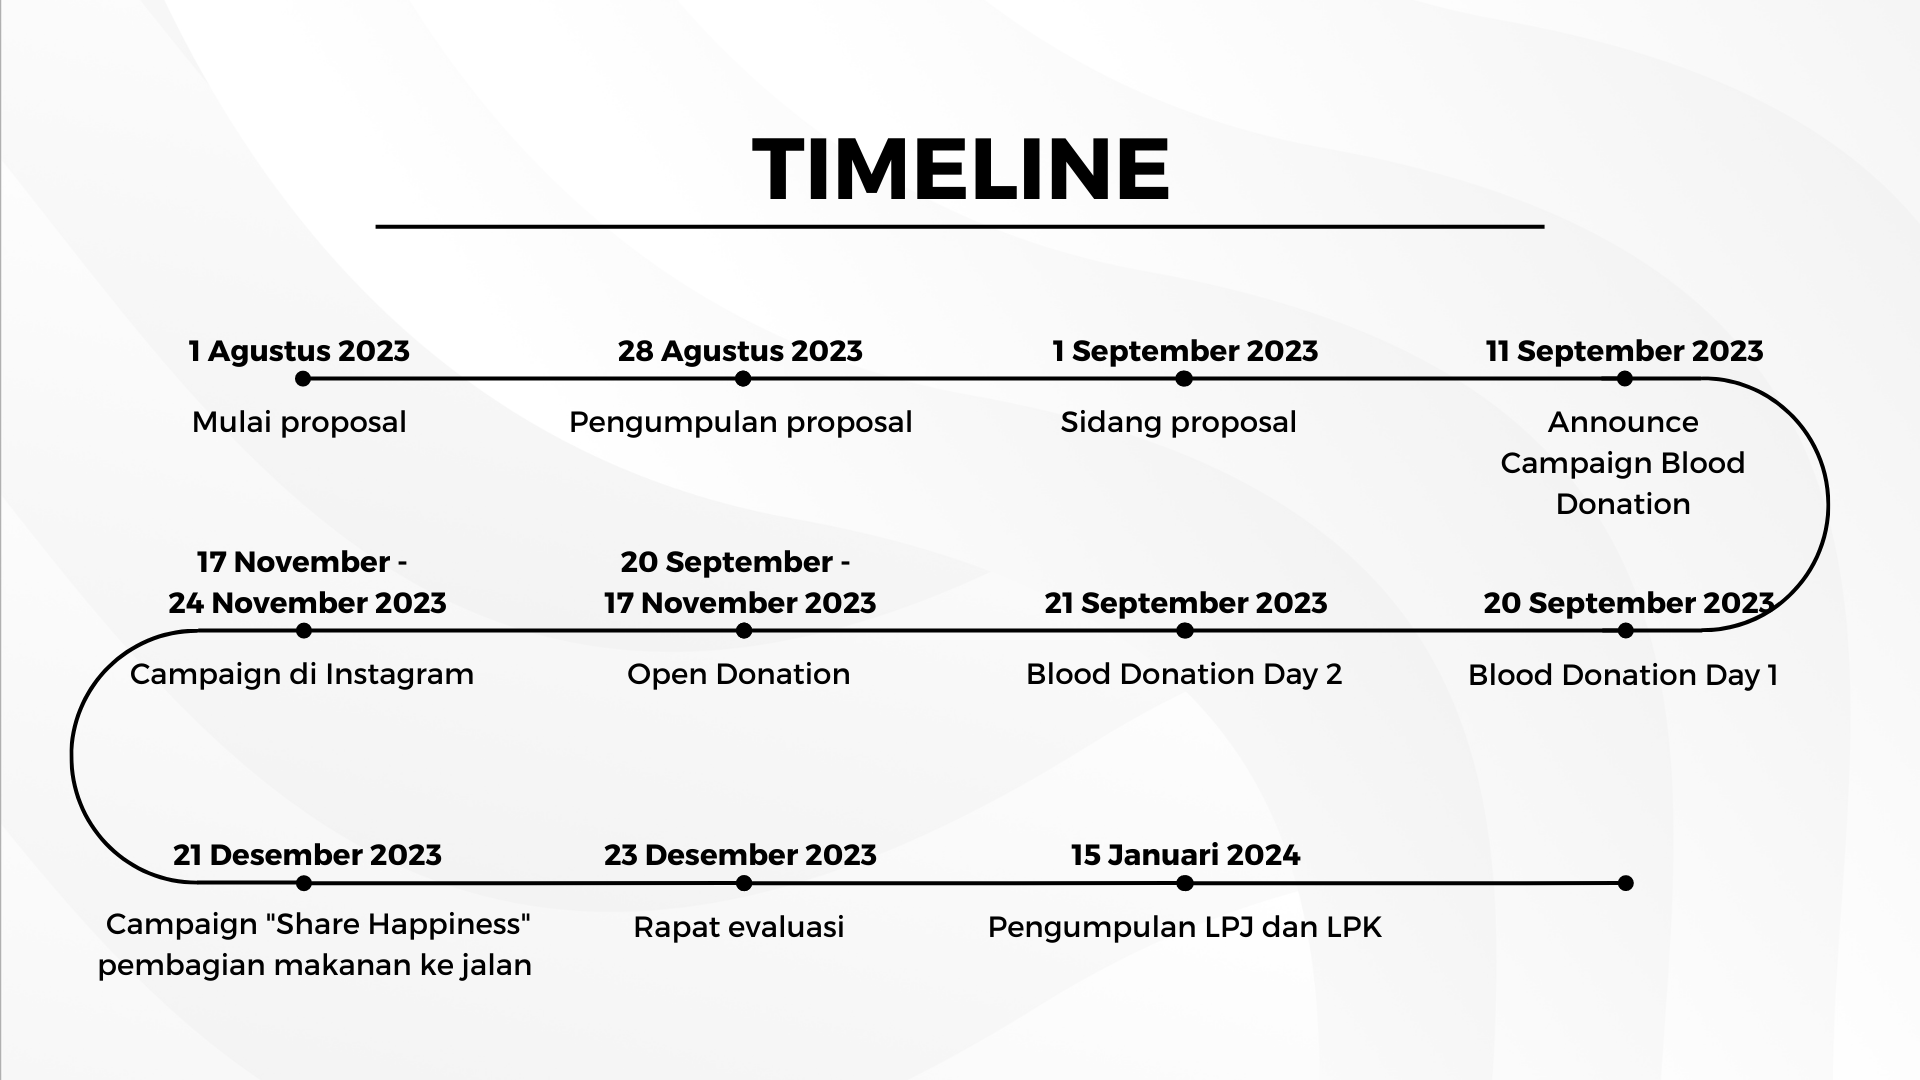 TIMELINE
1 Agustus 2023
Mulai proposal
28 Agustus 2023
Pengumpulan proposal
1 September 2023
Sidang proposal
11 September 2023
Announce
Campaign Blood
Donation
20 September 2023
Blood Donation Day 1
21 September 2023
Blood Donation Day 2
20 September -
17 November 2023
Open Donation
17 November -
24 November 2023
Campaign di Instagram
21 Desember 2023
Campaign "Share Happiness"
pembagian makanan ke jalan
23 Desember 2023
Rapat evaluasi
15 Januari 2024
Pengumpulan LPJ dan LPK